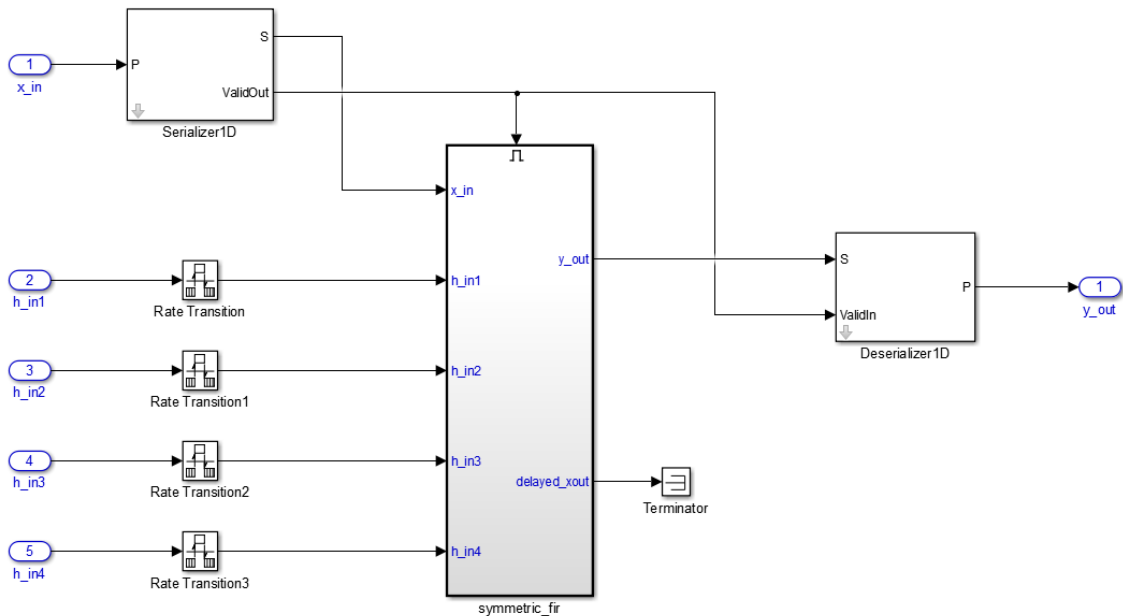 S
1
P
x_in
ValidOut
Serializer1D
x_in
y_out
S
2
h_in1
P
1
h_in1
Rate Transition
y_out
ValidIn
Deserializer1D
3
h_in2
h_in2
Rate Transition1
4
h_in3
h_in3
Rate Transition2
delayed_xout
Terminator
5
h_in4
h_in4
Rate Transition3
symmetric_fir